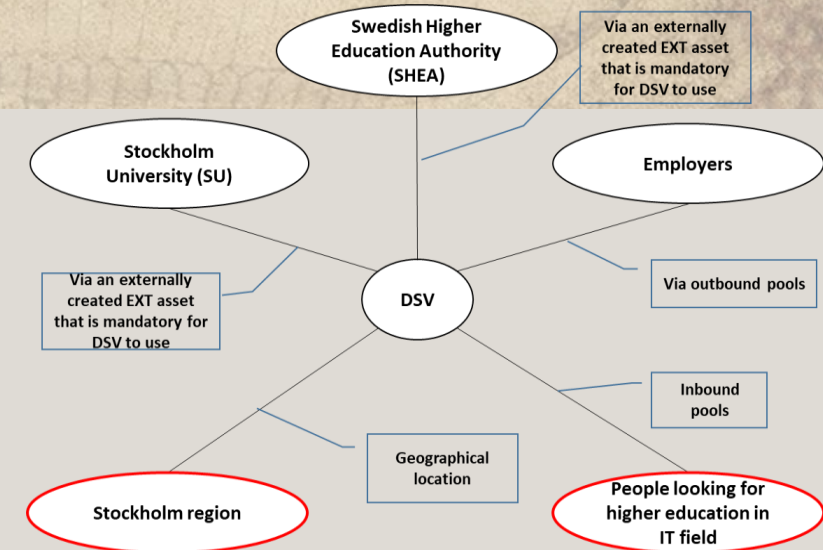 Swedish Higher
Education Authority
(SHEA)
Via an externally
created EXT asset
that is mandatory
for DSV to use
Stockholm
University (SU)
Employers
Via an externally
created EXT asset
that is mandatory for
DSV to use
DSV
Via outbound pools
Inbound
pools
Geographical
location
Stockholm region
People looking for
higher education in
IT field